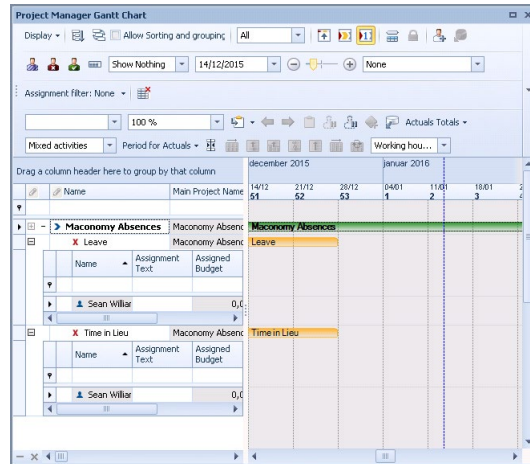 Project Manager Gantt Chart
Display Allow Sorting and grouping All
Show Nothing 14/12/2015 None
Assignment filter: None
100 % Actuals Totals
Mixed activities Period for Actuals Working hou...
Drag a column header here to group by that column
december 2015 januar 2016
Name Main Project Name 14/12 21/12 28/12 04/01 11/01 18/01
51 52 53 1 2 3
Maconomy Absences Maconomy Absenc Maconomy Absences
Leave Maconomy Absenc Leave
Name Assignment Text Assigned Budget
Sean Williar 0,0
Time in Lieu Maconomy Absenc Time in Lieu
Name Assignment Text Assigned Budget
Sean Williar 0,0